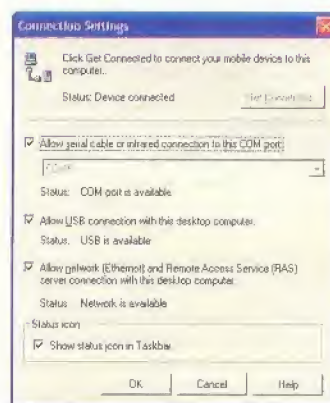 Connection Settings
Click Get Connected to connect your mobile device to this
computer.
Status: Device connected
Allow serial cable or infrared connection to this COM port:
Status: COM port is available
Allow USB connection with this desktop computer.
Status: USB is available
Allow network (Ethernet) and Remote Access Service (RAS)
server connection with this desktop computer.
Status: Network is available
Status icon
Show status icon in Taskbar.
OK
Cancel
Help